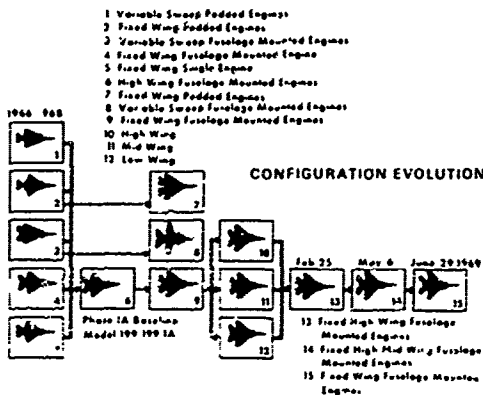 1 Variable Sweep Podded Engines
2 Fixed Wing Podded Engines
3 Variable Sweep Fuselage Mounted Engines
4 Fixed Wing Fuselage Mounted Engine
5 Fixed Wing Single Engine
6 High Wing Fuselage Mounted Engines
7 Fixed Wing Podded Engines
8 Variable Sweep Fuselage Mounted Engines
9 Fixed Wing Fuselage Mounted Engines
10 High Wing
11 Mid Wing
12 Low Wing
1966 968
1
CONFIGURATION EVOLUTION
2
7
3
8
10
Feb 25
May 6
June 29 1969
4
6
9
11
13
14
15
Phase IA Baseline
Model 199 199 1A
12
13 Fixed High Wing Fuselage
Mounted Engines
14 Fixed High Mid Wing Fuselage
Mounted Engines
15 Fixed Wing Fuselage Mounted
Engines